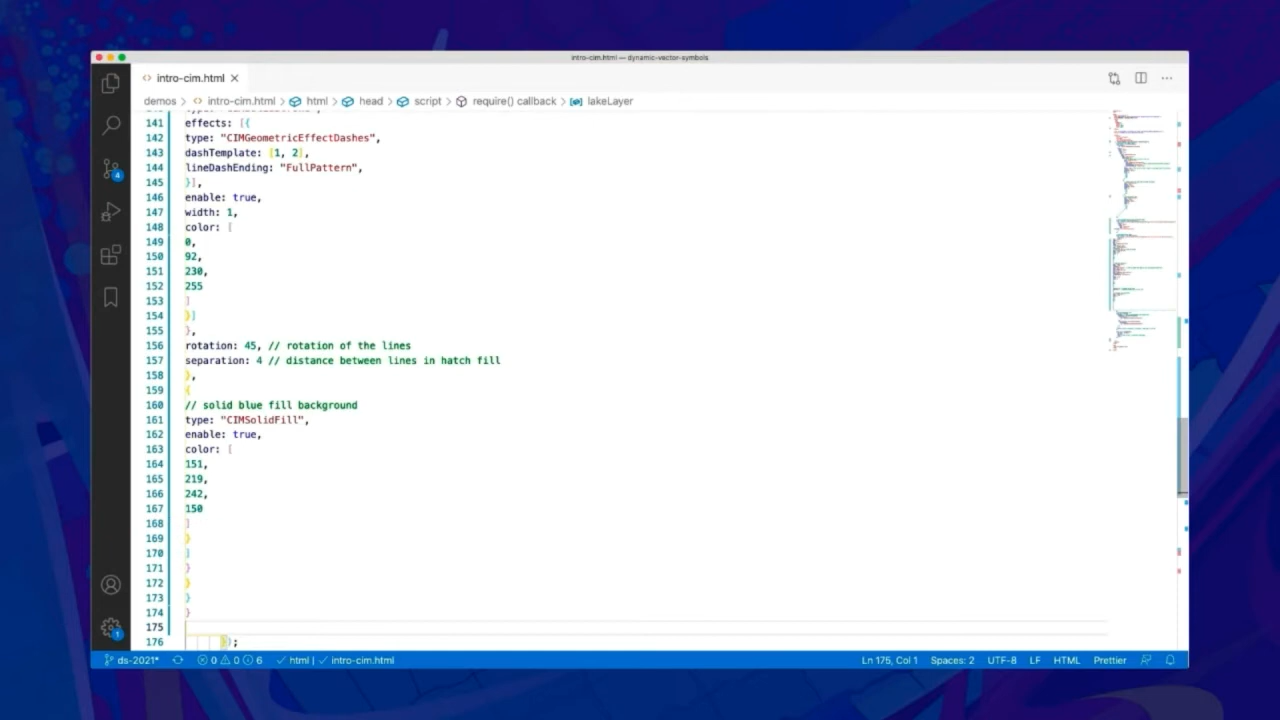 intro-cim.html — dynamic-vector-symbols
intro-cim.html
demos > intro-cim.html > html > head > script > require() callback > lakeLayer
141 effects: [{
142 type: "CIMGeometricEffectDashes",
143 dashTemplate: [1, 2],
144 lineDashEnding: "FullPattern",
145 }],
146 enable: true,
147 width: 1,
148 color: [
149 0,
150 92,
151 230,
152 255
153 ]
154 }]
155 },
156 rotation: 45, // rotation of the lines
157 separation: 4 // distance between lines in hatch fill
158 },
159 {
160 // solid blue fill background
161 type: "CIMSolidFill",
162 enable: true,
163 color: [
164 151,
165 219,
166 242,
167 150
168 ]
169 }
170 ]
171 }
172 }
173 }
174 }
175
176 });
4
1
ds-2021* 0 0 6 html | intro-cim.html Ln 175, Col 1 Spaces: 2 UTF-8 LF HTML Prettier